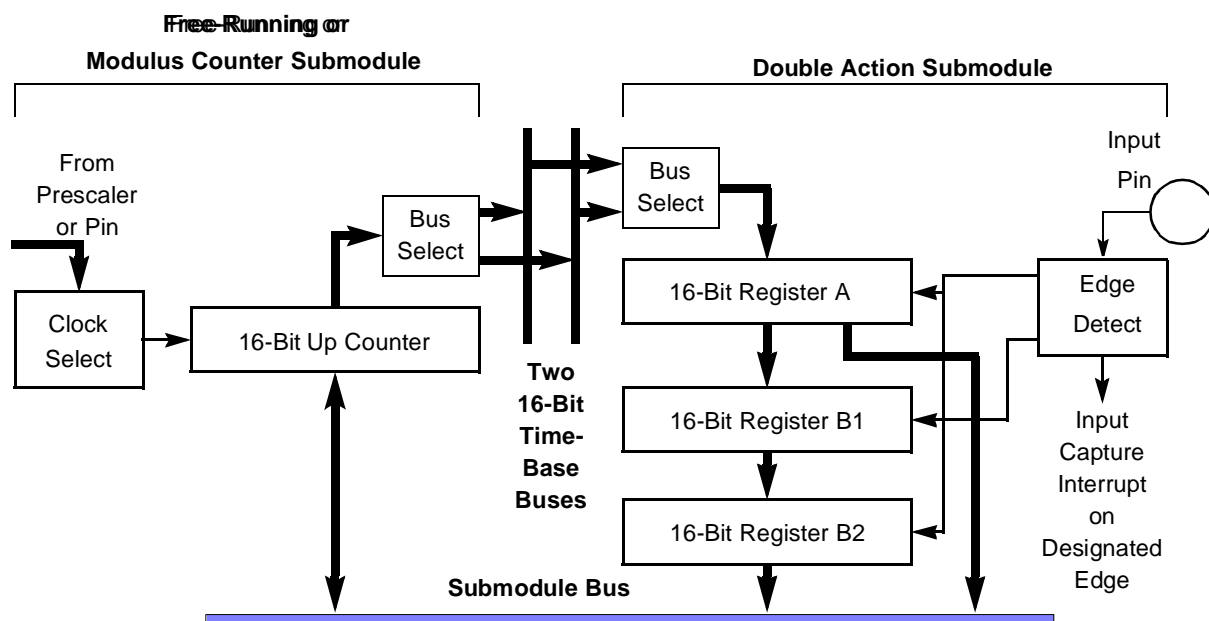 Free-Running or
Modulus Counter Submodule
Double Action Submodule
From
Prescaler
or Pin
Bus
Select
Bus
Select
Input
Pin
Clock
Select
16-Bit Up Counter
16-Bit Register A
Edge
Detect
Two
16-Bit
Time-
Base
Buses
16-Bit Register B1
Input
Capture
Interrupt
on
Designated
Edge
16-Bit Register B2
Submodule Bus